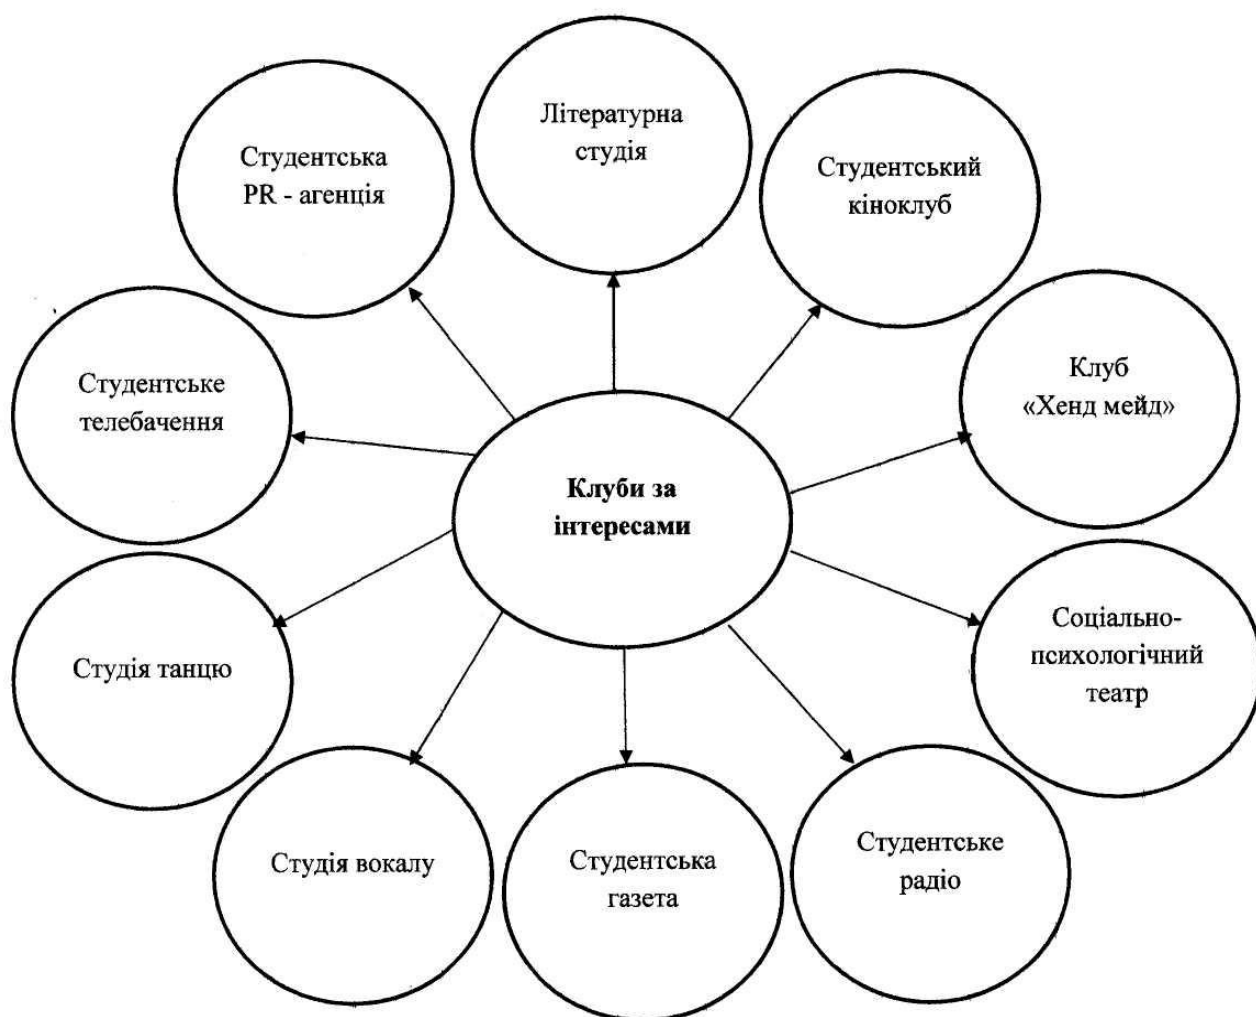 Літературна
студія
Студентська
PR - агенція
Студентський
кіноклуб
Студентське
телебачення
Клуб
«Хенд мейд»
Клуби за
інтересами
Соціально-
психологічний
театр
Студія танцю
Студія вокалу
Студентська
газета
Студентське
радіо